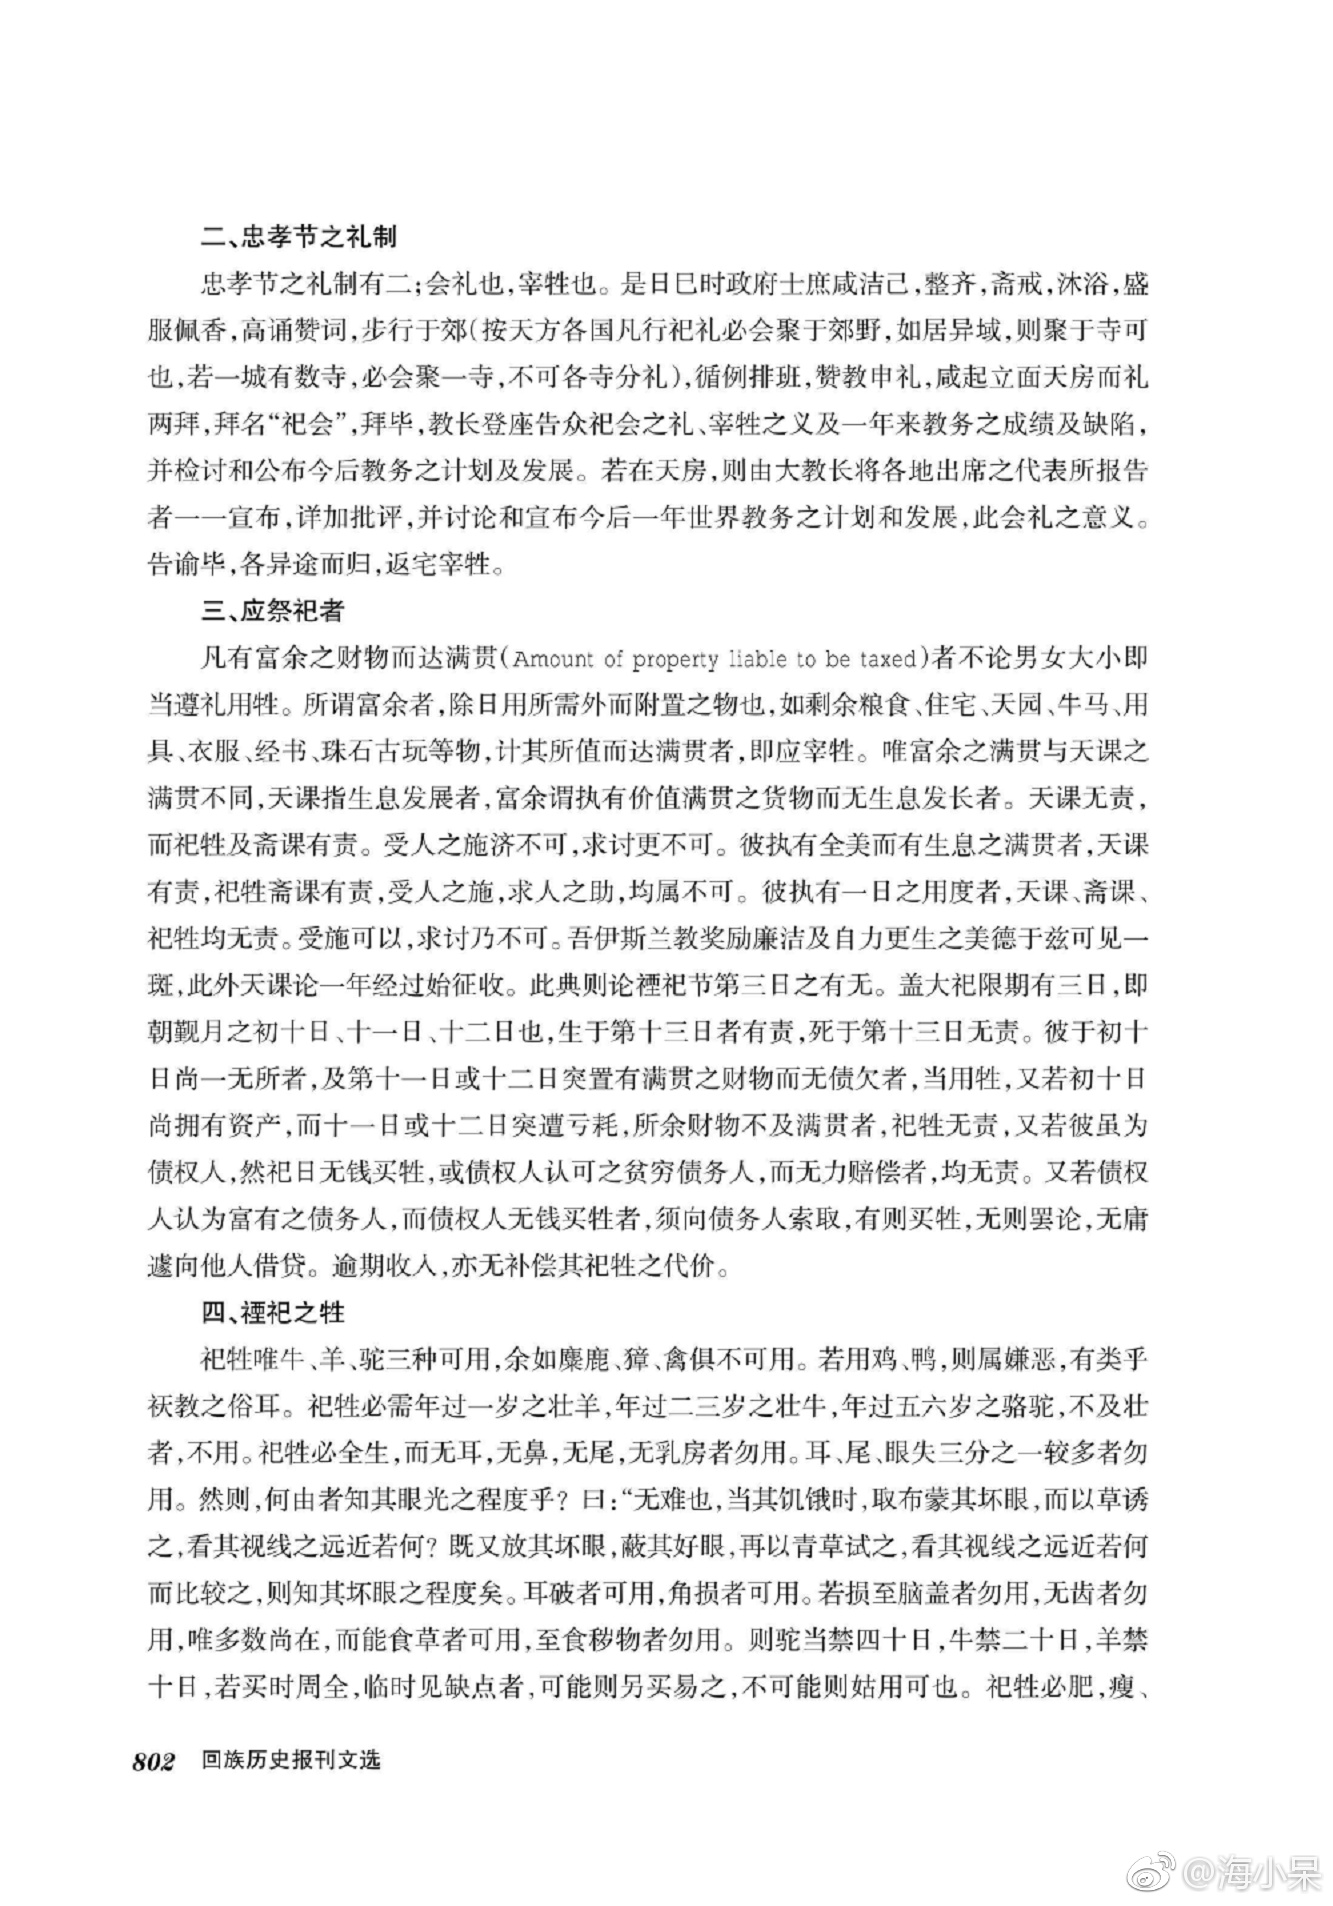 二、忠孝节之礼制
忠孝节之礼制有二；会礼也，宰牲也。是日巳时政府士庶咸洁己，整齐，斋戒，沐浴，盛
服佩香，高诵赞词，步行于郊（按天方各国凡行祀礼必会聚于郊野，如居异域，则聚于寺可
也，若一城有数寺，必会聚一寺，不可各寺分礼），循例排班，赞教申礼，咸起立面天房而礼
两拜，拜名“祀会”，拜毕，教长登座告众祀会之礼、宰牲之义及一年来教务之成绩及缺陷，
并检讨和公布今后教务之计划及发展。若在天房，则由大教长将各地出席之代表所报告
者一一宣布，详加批评，并讨论和宣布今后一年世界教务之计划和发展，此会礼之意义。
告谕毕，各异途而归，返宅宰牲。
三、应祭祀者
凡有富余之财物而达满贯（Amount of property liable to be taxed）者不论男女大小即
当遵礼用牲。所谓富余者，除日用所需外而附置之物也，如剩余粮食、住宅、天园、牛马、用
具、衣服、经书、珠石古玩等物，计其所值而达满贯者，即应宰牲。唯富余之满贯与天课之
满贯不同，天课指生息发展者，富余谓执有价值满贯之货物而无生息发长者。天课无责，
而祀牲及斋课有责。受人之施济不可，求讨更不可。彼执有全美而有生息之满贯者，天课
有责，祀牲斋课有责，受人之施，求人之助，均属不可。彼执有一日之用度者，天课、斋课、
祀牲均无责。受施可以，求讨乃不可。吾伊斯兰教奖励廉洁及自力更生之美德于兹可见一
斑，此外天课论一年经过始征收。此典则论禋祀节第三日之有无。盖大祀限期有三日，即
朝觐月之初十日、十一日、十二日也，生于第十三日者有责，死于第十三日无责。彼于初十
日尚一无所者，及第十一日或十二日突置有满贯之财物而无债欠者，当用牲，又若初十日
尚拥有资产，而十一日或十二日突遭亏耗，所余财物不及满贯者，祀牲无责，又若彼虽为
债权人，然祀日无钱买牲，或债权人认可之贫穷债务人，而无力赔偿者，均无责。又若债权
人认为富有之债务人，而债权人无钱买牲者，须向债务人索取，有则买牲，无则罢论，无庸
遽向他人借贷。逾期收入，亦无补偿其祀牲之代价。
四、禋祀之牲
祀牲唯牛、羊、驼三种可用，余如麋鹿、獐、禽俱不可用。若用鸡、鸭，则属嫌恶，有类乎
祆教之俗耳。祀牲必需年过一岁之壮羊，年过二三岁之壮牛，年过五六岁之骆驼，不及壮
者，不用。祀牲必全生，而无耳，无鼻，无尾，无乳房者勿用。耳、尾、眼失三分之一较多者勿
用。然则，何由者知其眼光之程度乎？曰：“无难也，当其饥饿时，取布蒙其坏眼，而以草诱
之，看其视线之远近若何？既又放其坏眼，蔽其好眼，再以青草试之，看其视线之远近若何
而比较之，则知其坏眼之程度矣。耳破者可用，角损者可用。若损至脑盖者勿用，无齿者勿
用，唯多数尚在，而能食草者可用，至食秽物者勿用。则驼当禁四十日，牛禁二十日，羊禁
十日，若买时周全，临时见缺点者，可能则另买易之，不可能则姑用可也。祀牲必肥，瘦、
802 回族历史报刊文选
@海小呆